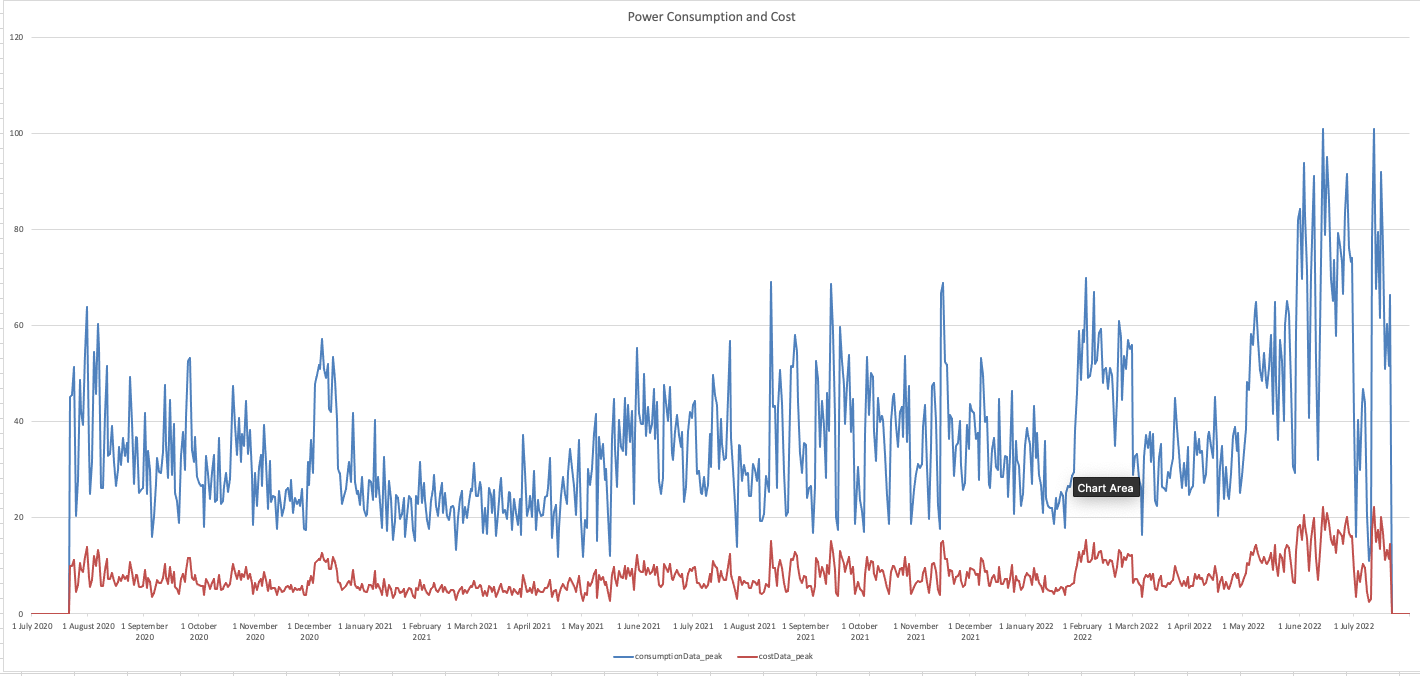 Power Consumption and Cost
120
100
80
60
40
20
0
Chart Area
1 July 2020 1 August 2020 1 September 1 October 1 November 1 December 1 January 2021 1 February 1 March 2021 1 April 2021 1 May 2021 1 June 2021 1 July 2021 1 August 2021 1 September 1 October 1 November 1 December 1 January 2022 1 February 1 March 2022 1 April 2022 1 May 2022 1 June 2022 1 July 2022
2020 2020 2020 2020 2021 2021 2021 2021 2021 2022
consumptionData_peak costData_peak